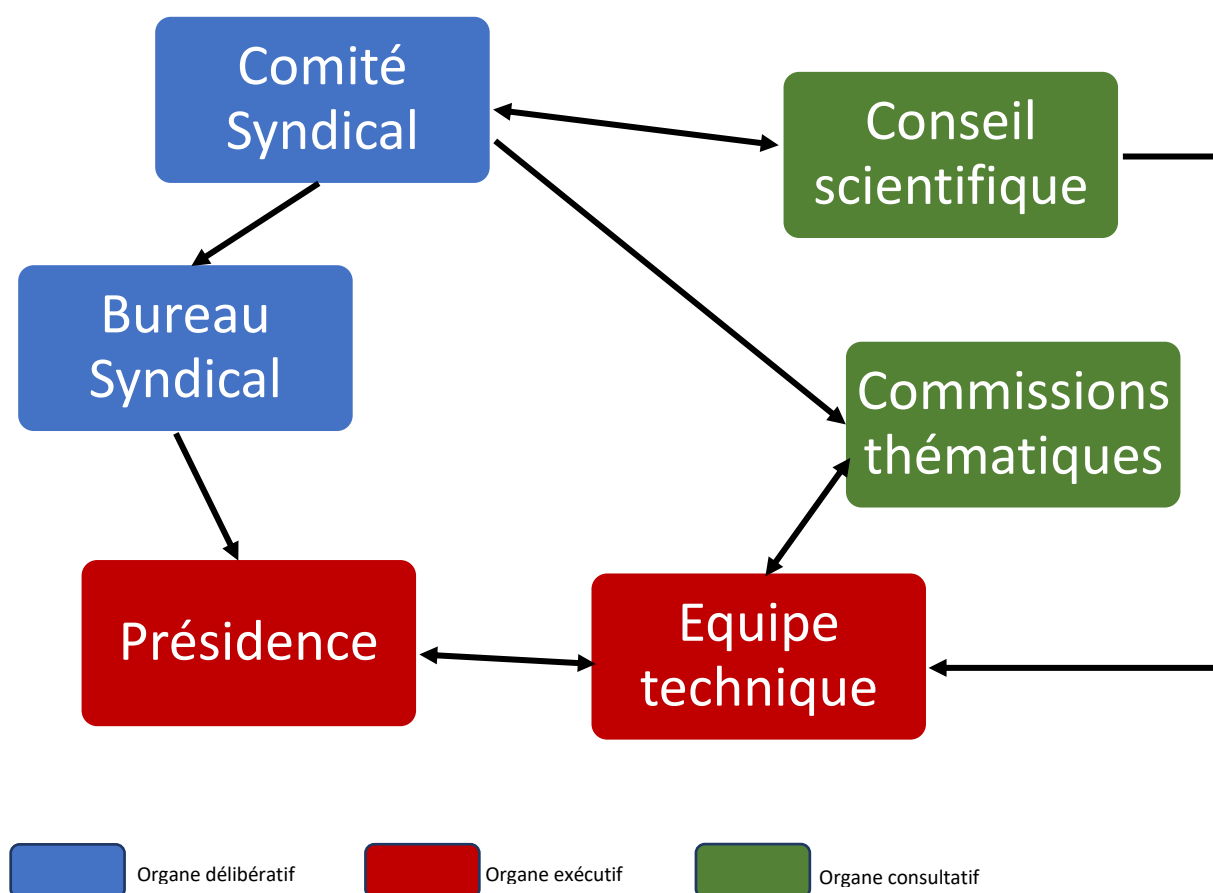 Comité
Syndical
Conseil
scientifique
Bureau
Syndical
Commissions
thématiques
Présidence
Equipe
technique
Organe délibératif
Organe exécutif
Organe consultatif